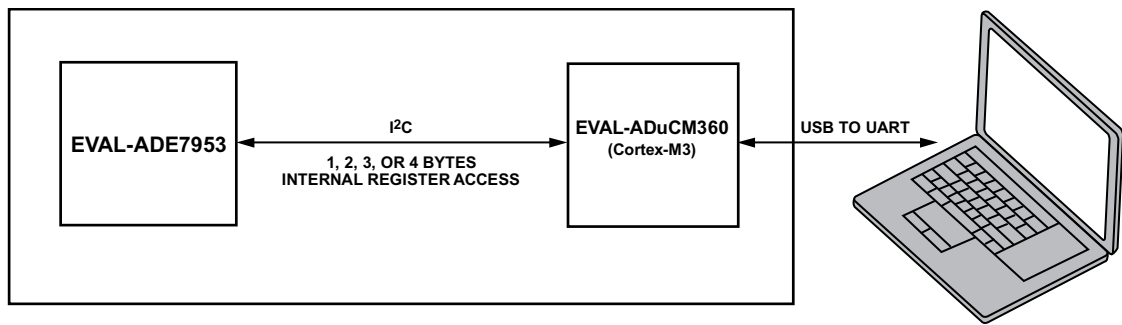 EVAL-ADE7953
I²C
1, 2, 3, OR 4 BYTES
INTERNAL REGISTER ACCESS
EVAL-ADuCM360
(Cortex-M3)
USB TO UART